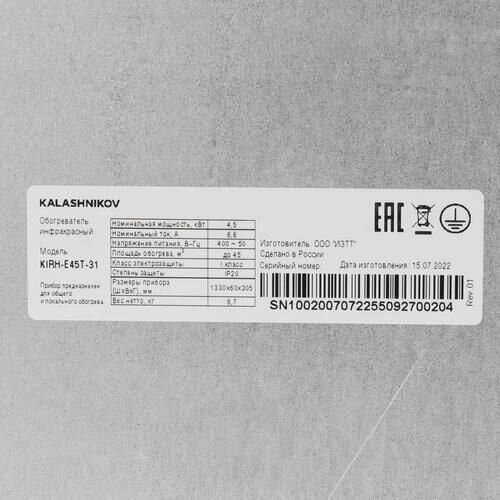 KALASHNIKOV
Обогреватель
инфракрасный
Модель
KIRH-E45T-31
Прибор предназначен
для общего
и локального обогрева.
Номинальная мощность, кВт 4,5
Номинальный ток, А 6,6
Напряжение питания, В~Гц 400 ~ 50
Площадь обогрева, м² до 45
Класс электрозащиты 1 класс
Степень защиты IP20
Размеры прибора
(ШхВхГ), мм 1330х60х305
Вес нетто, кг 6,7
EAC
Изготовитель: ООО "ИЗТТ"
Сделано в России
Серийный номер Дата изготовления: 15.07.2022
SN1002007072255092700204
Rev 01